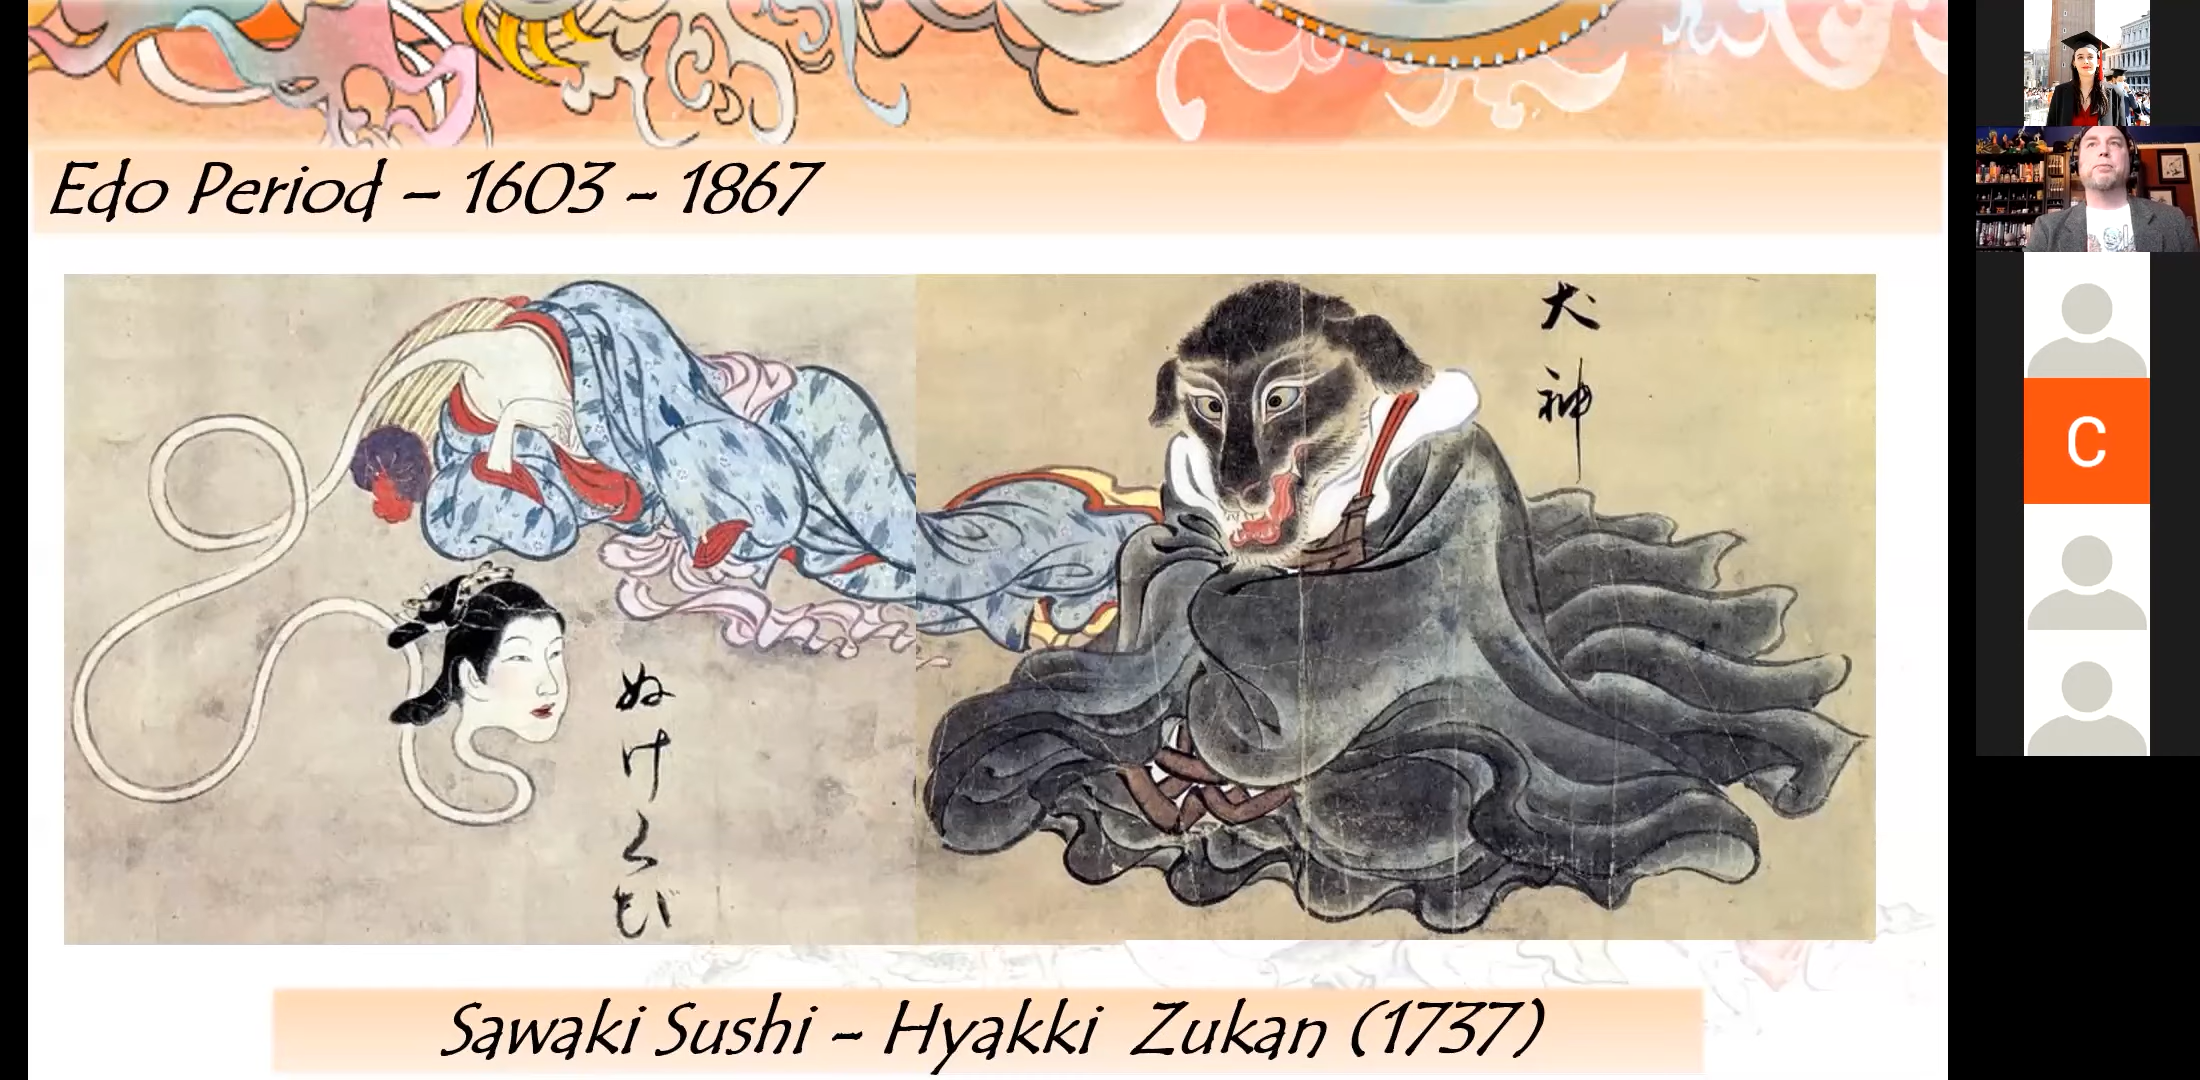 Edo Period – 1603 - 1867
ぬけくび
犬神
Sawaki Sushi - Hyakki Zukan (1737)
C